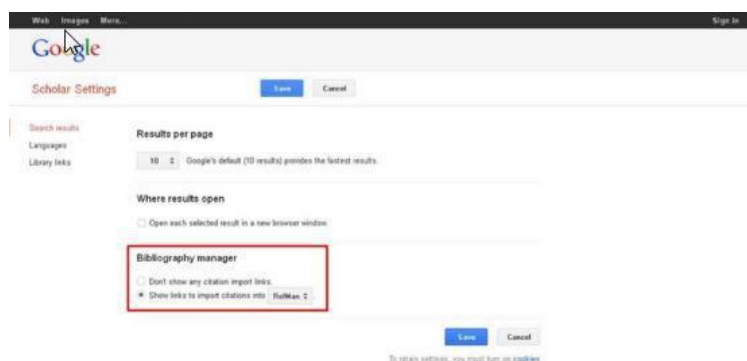 Web Images More...
Sign in
Google
Scholar Settings
Save
Cancel
Search results
Languages
Library links
Results per page
10
Google's default (10 results) provides the fastest results.
Where results open
Open each selected result in a new browser window.
Bibliography manager
Don't show any citation import links.
Show links to import citations into RefMan .
Save
Cancel
To retain settings, you must turn on cookies